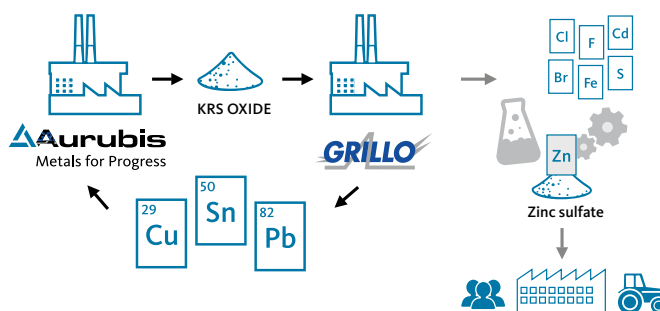 Cl
F
Cd
Br
Fe
S
KRS OXIDE
Aurubis
Metals for Progress
GRILLO
Zn
Zinc sulfate
29
Cu
50
Sn
82
Pb